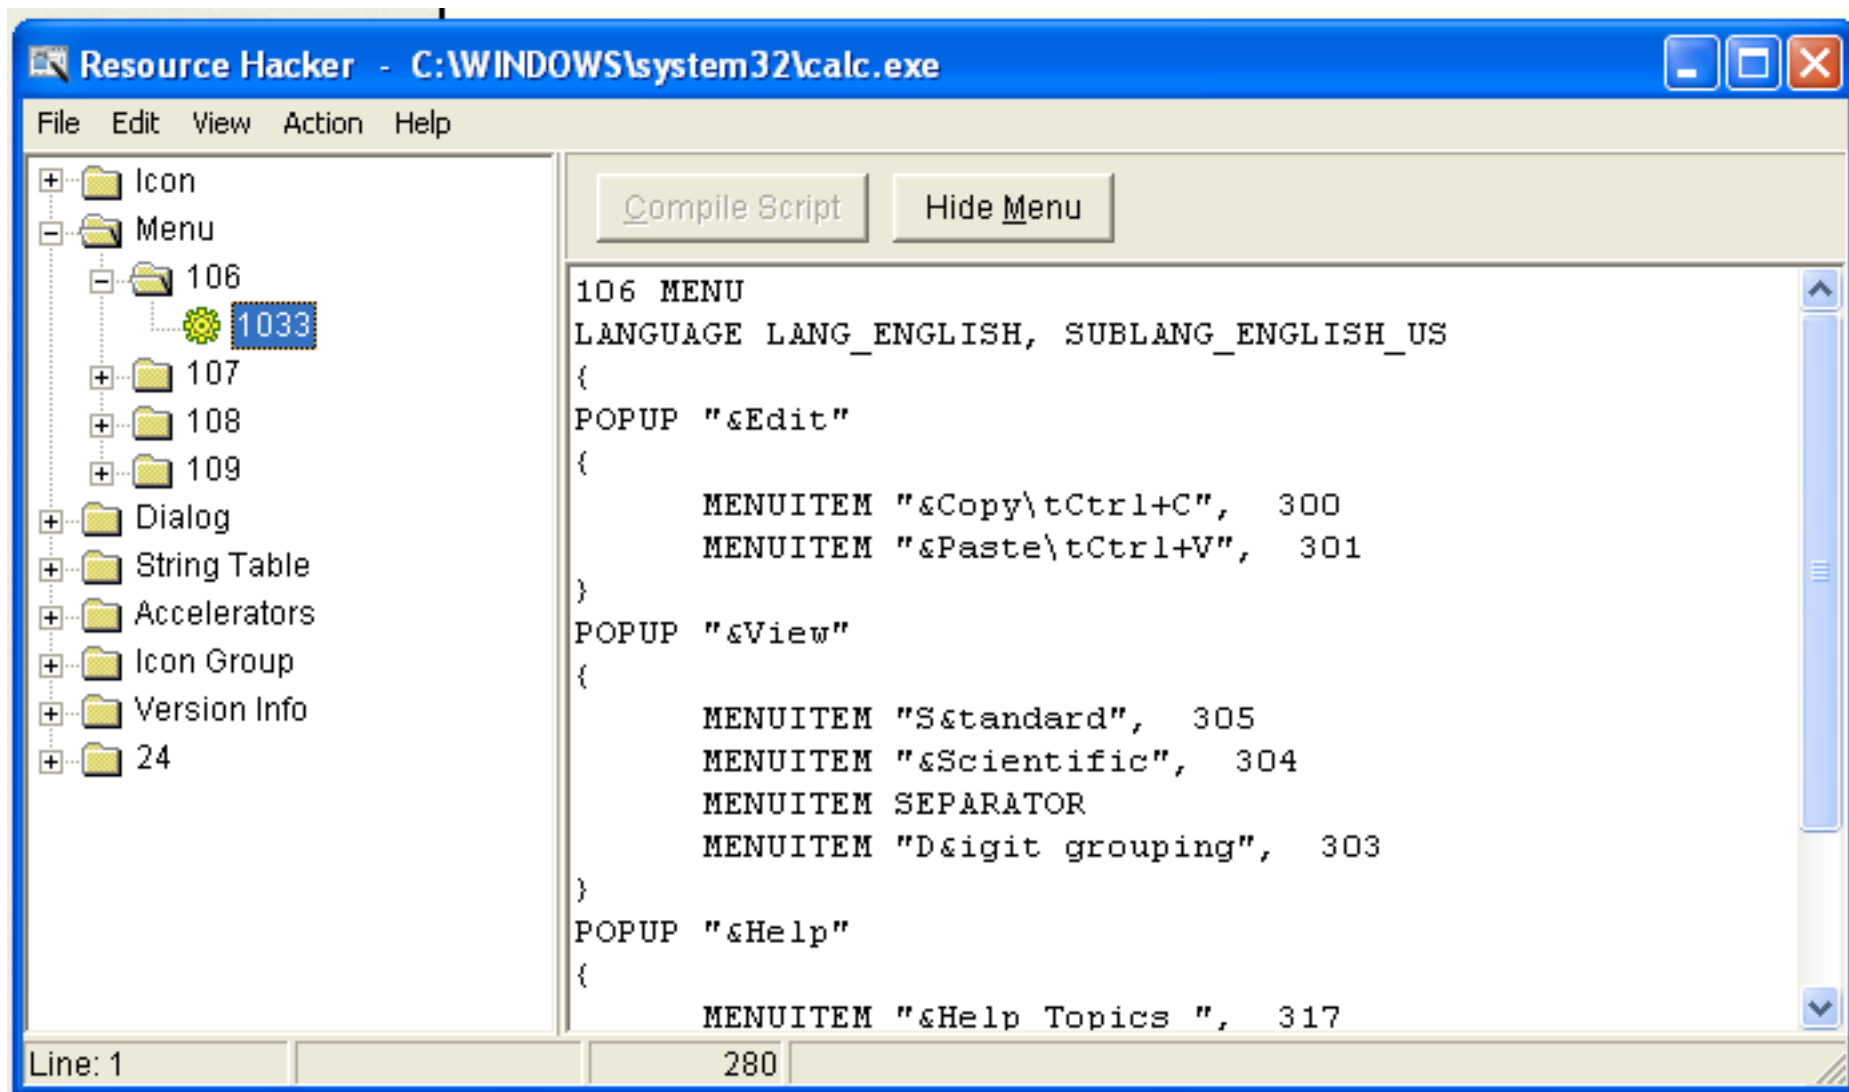 Resource Hacker - C:\WINDOWS\system32\calc.exe
File Edit View Action Help
Icon
Menu
106
1033
107
108
109
Dialog
String Table
Accelerators
Icon Group
Version Info
24
Compile Script Hide Menu
106 MENU
LANGUAGE LANG_ENGLISH, SUBLANG_ENGLISH_US
{
POPUP "&Edit"
{
MENUITEM "&Copy\tCtrl+C", 300
MENUITEM "&Paste\tCtrl+V", 301
}
POPUP "&View"
{
MENUITEM "S&tandard", 305
MENUITEM "&Scientific", 304
MENUITEM SEPARATOR
MENUITEM "D&igit grouping", 303
}
POPUP "&Help"
{
MENUITEM "&Help Topics ", 317
Line: 1 280